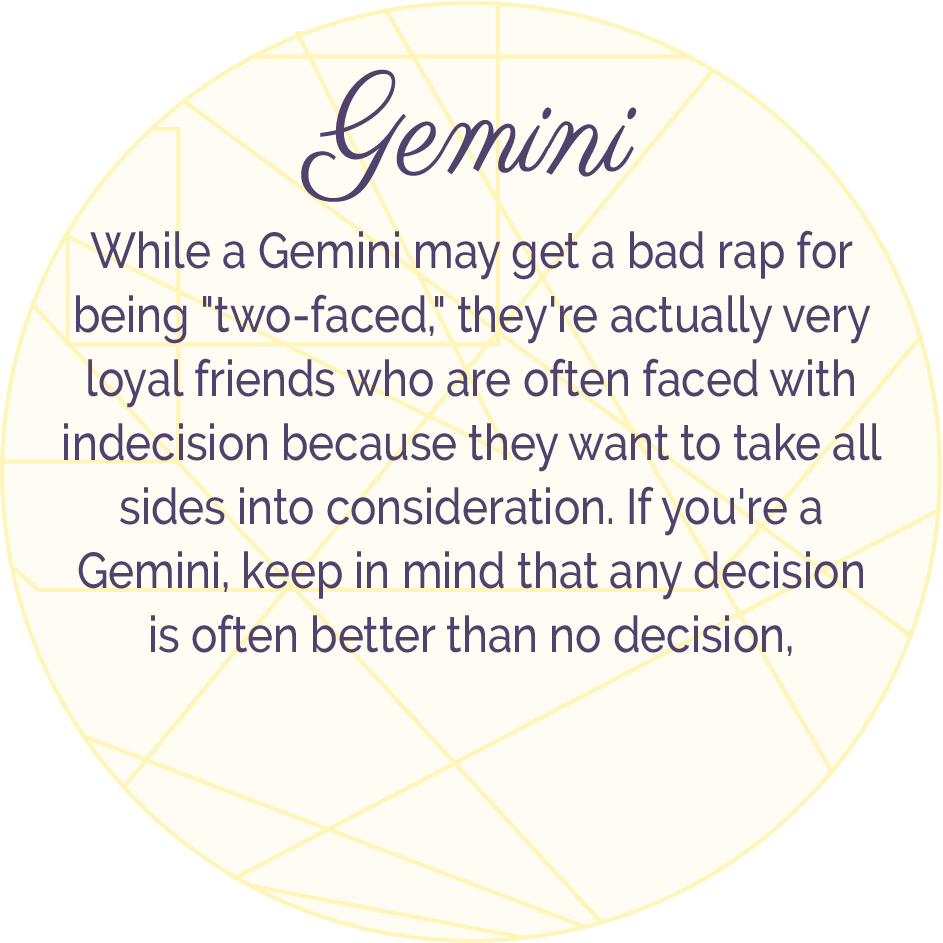 Gemini
While a Gemini may get a bad rap for
being "two-faced," they're actually very
loyal friends who are often faced with
indecision because they want to take all
sides into consideration. If you're a
Gemini, keep in mind that any decision
is often better than no decision,